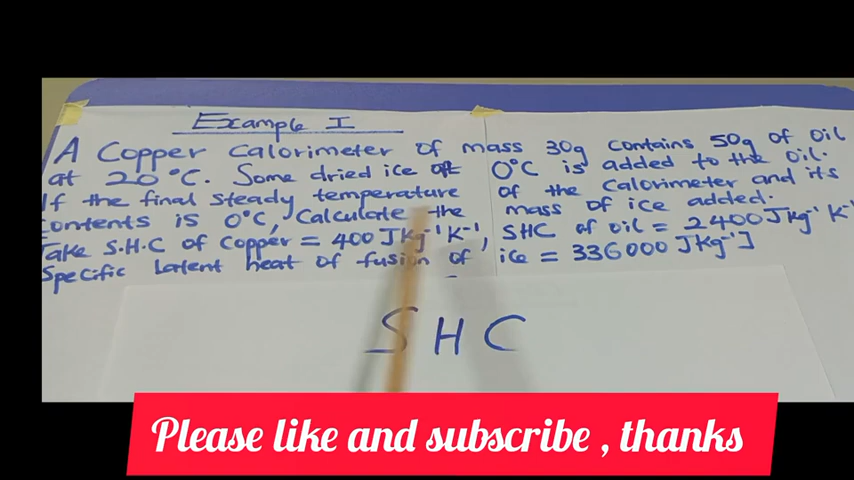 Example I
A Copper Calorimeter of mass 30g contains 50g of oil
at 20°C. Some dried ice of 0°C is added to the oil.
If the final steady temperature of the Calorimeter and its
contents is 0°C, Calculate the mass of ice added.
Take S.H.C of Copper = 400 JKg⁻¹K⁻¹, SHC of oil = 2400JKg⁻¹K⁻¹
Specific latent heat of fusion of ice = 336000 JKg⁻¹]
SHC
Please like and subscribe , thanks